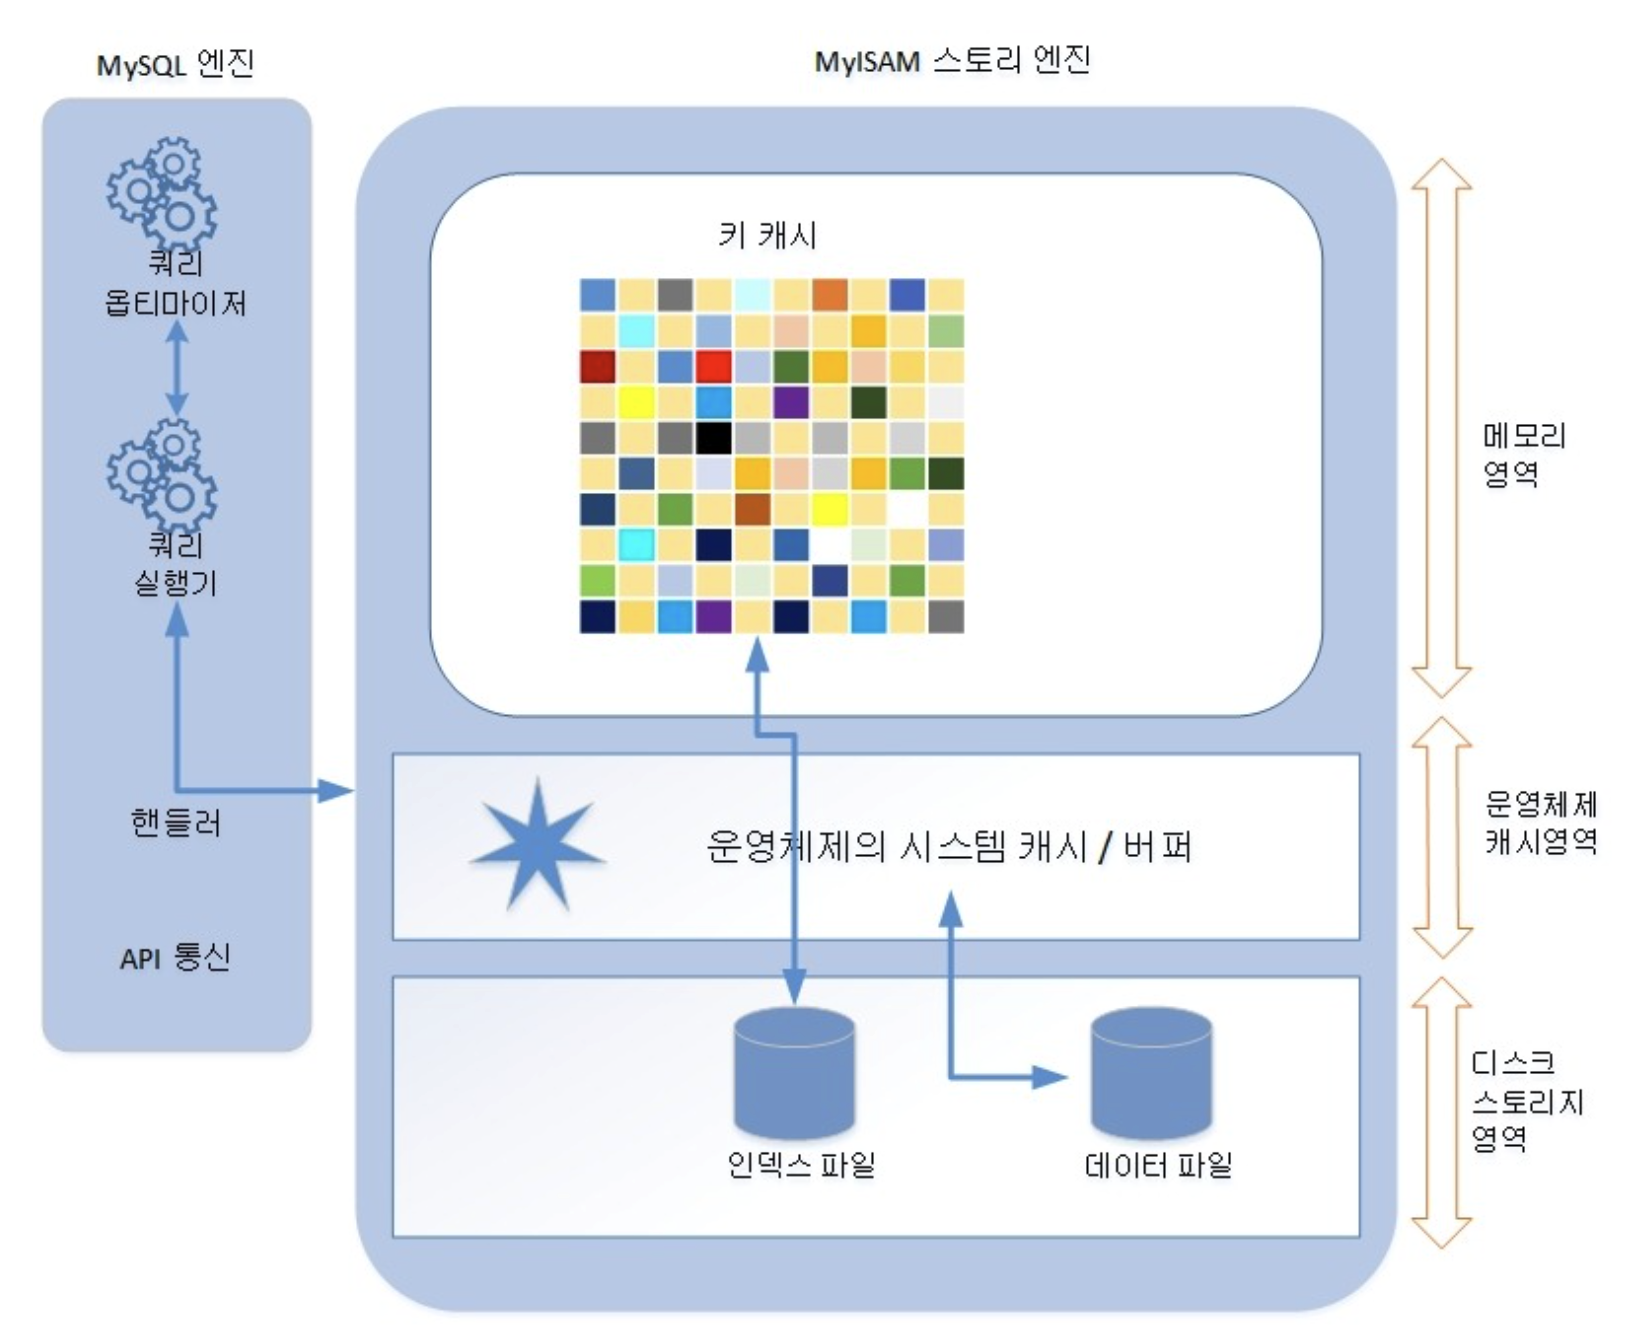 MySQL 엔진
MyISAM 스토리 엔진
쿼리
옵티마이저
쿼리
실행기
핸들러
API 통신
키 캐시
운영체제의 시스템 캐시 / 버퍼
인덱스 파일
데이터 파일
메모리
영역
운영체제
캐시영역
디스크
스토리지
영역